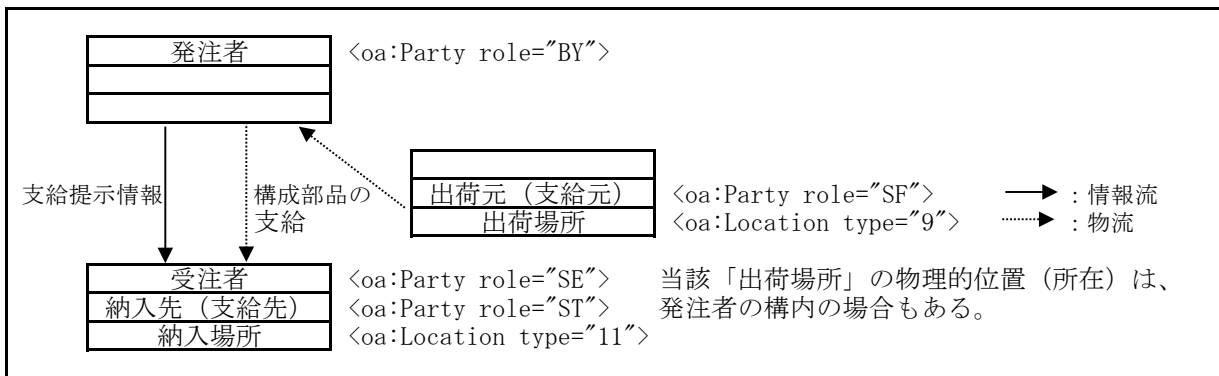 発注者 <oa:Party role="BY">
支給提示情報
構成部品の
支給
出荷元（支給元） <oa:Party role="SF">
出荷場所 <oa:Location type="9">
：情報流
：物流
受注者 <oa:Party role="SE">
納入先（支給先） <oa:Party role="ST">
納入場所 <oa:Location type="11">
当該「出荷場所」の物理的位置（所在）は、
発注者の構内の場合もある。